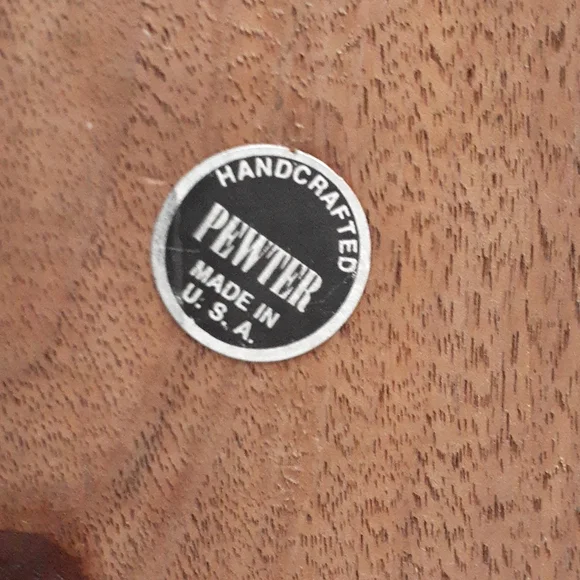 HANDCRAFTED
PEWTER
MADE IN
U. S. A.